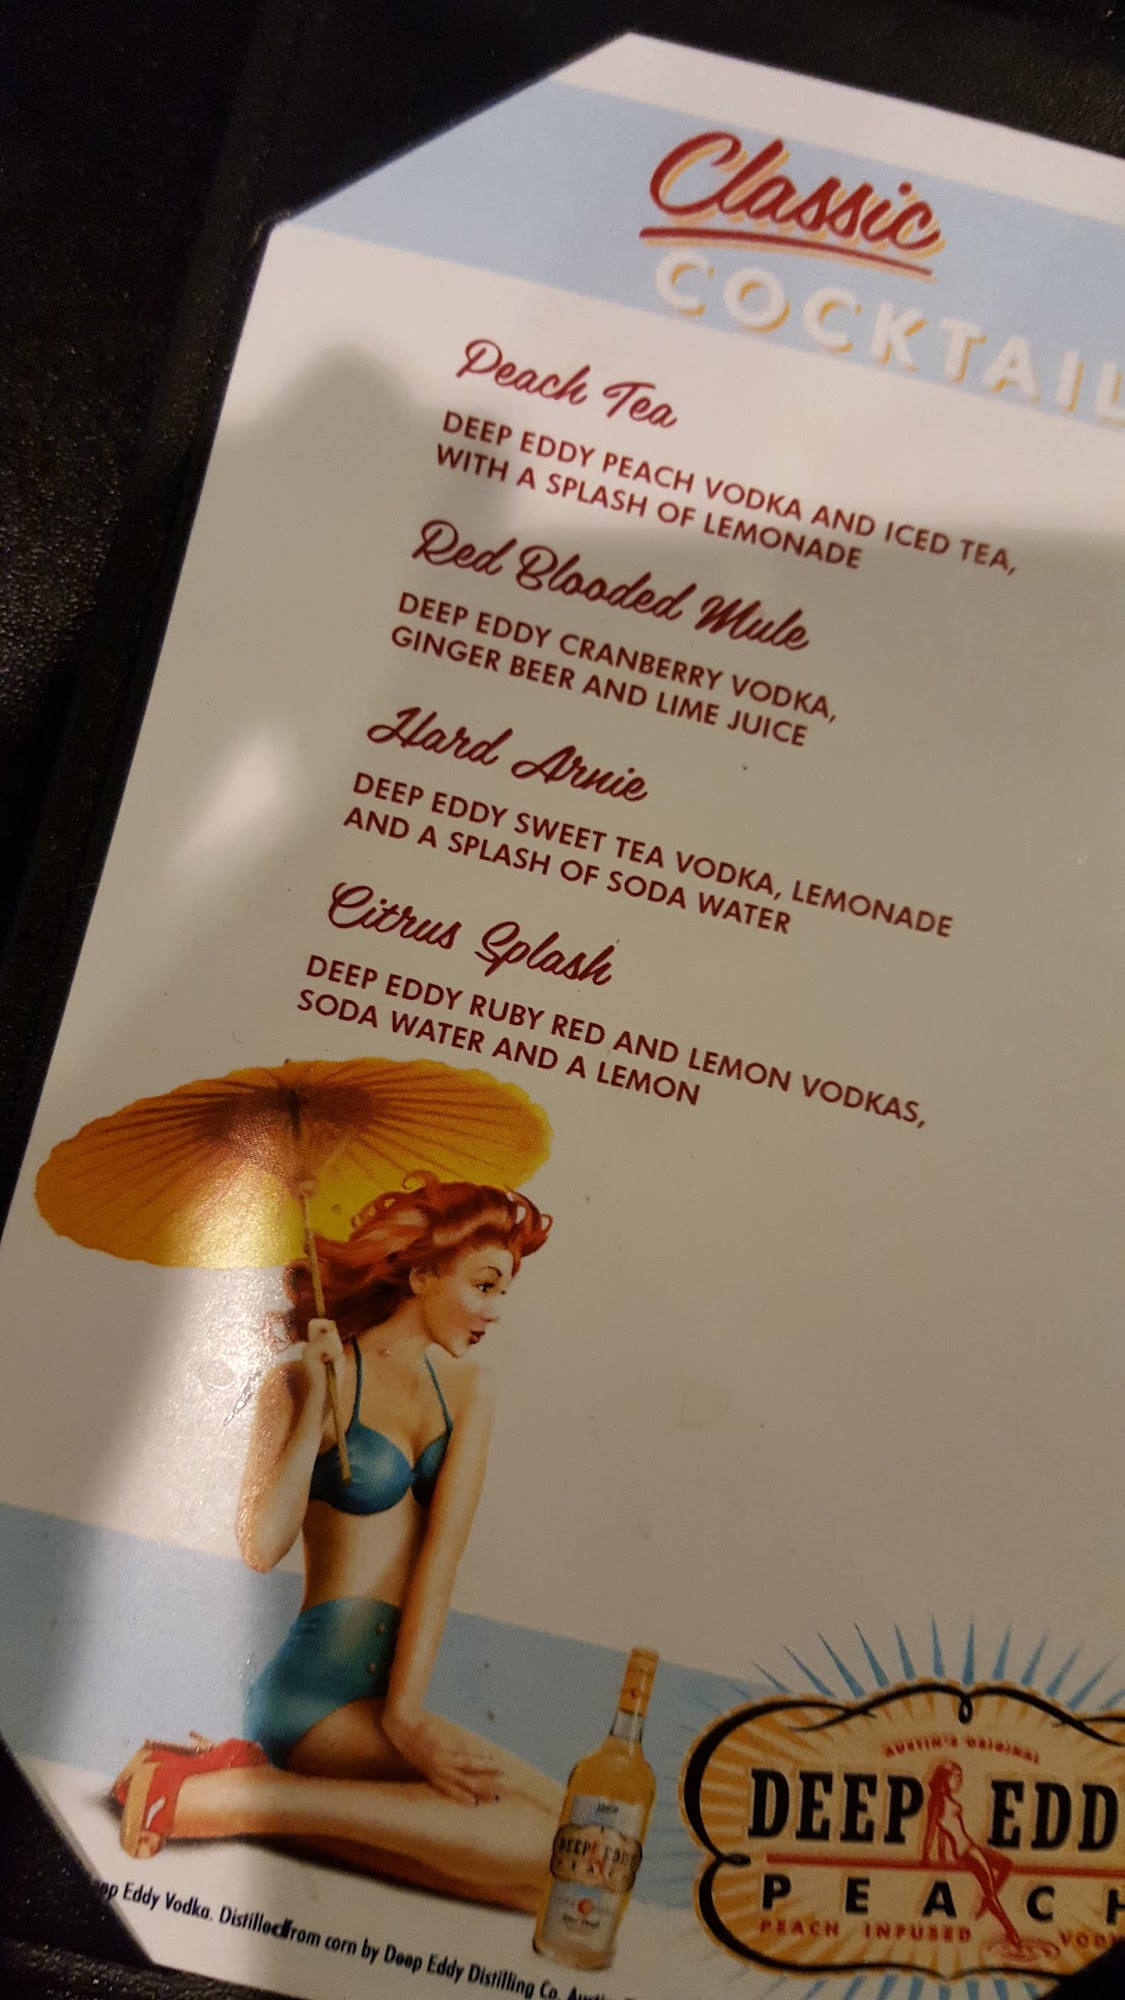 Classic
COCKTAIL
Peach Tea
DEEP EDDY PEACH VODKA AND ICED TEA,
WITH A SPLASH OF LEMONADE
Red Blooded Mule
DEEP EDDY CRANBERRY VODKA,
GINGER BEER AND LIME JUICE
Hard Arnie
DEEP EDDY SWEET TEA VODKA, LEMONADE
AND A SPLASH OF SODA WATER
Citrus Splash
DEEP EDDY RUBY RED AND LEMON VODKAS,
SODA WATER AND A LEMON
DEEP EDDY
AUSTIN'S ORIGINAL
DEEP EDD
PEACH
PEACH INFUSED
Eddy Vodka. Distilled from corn by Deep Eddy Distilling Co.